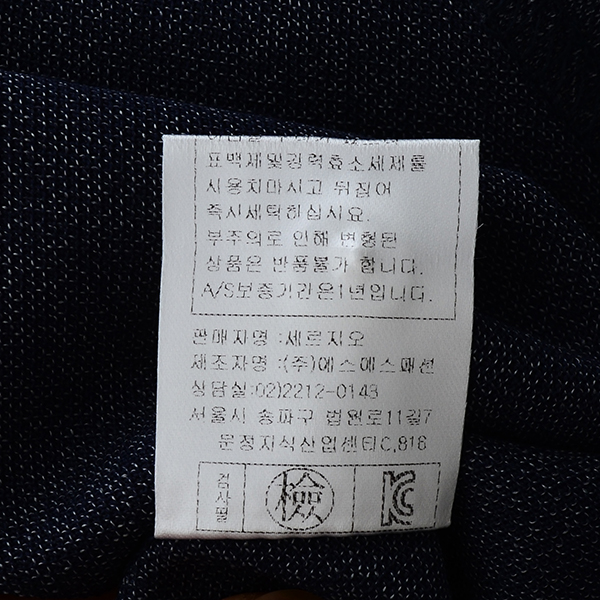 표백제및강력효소세제를
사용치마시고 뒤집어
즉시세탁하십시요.
부주의로 인해 변형된
상품은 반품불가 합니다.
A/S보증기간은1년입니다.
판매자명 :세르지오
제조자명 :(주)에스에스패션
상담실:02)2212-0148
서울시 송파구 법원로11길7
문정지식산업센터C,816
검사필 檢 KC